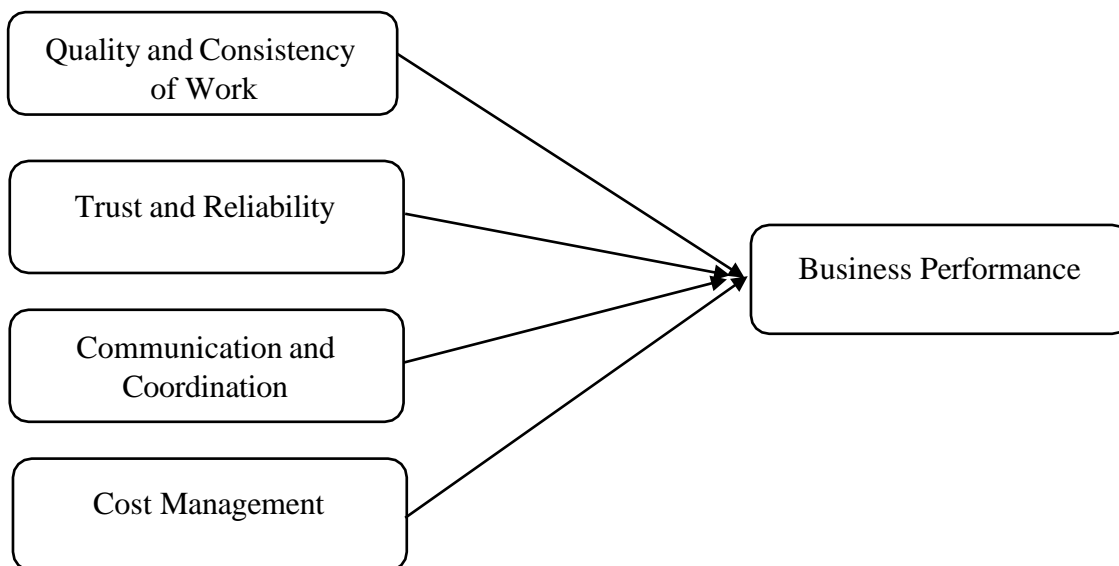 Quality and Consistency
of Work
Trust and Reliability
Business Performance
Communication and
Coordination
Cost Management